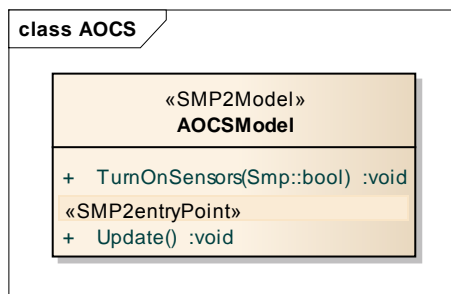 class AOCS
«SMP2Model»
AOCSModel
+ TurnOnSensors(Smp::bool) :void
«SMP2entryPoint»
+ Update() :void